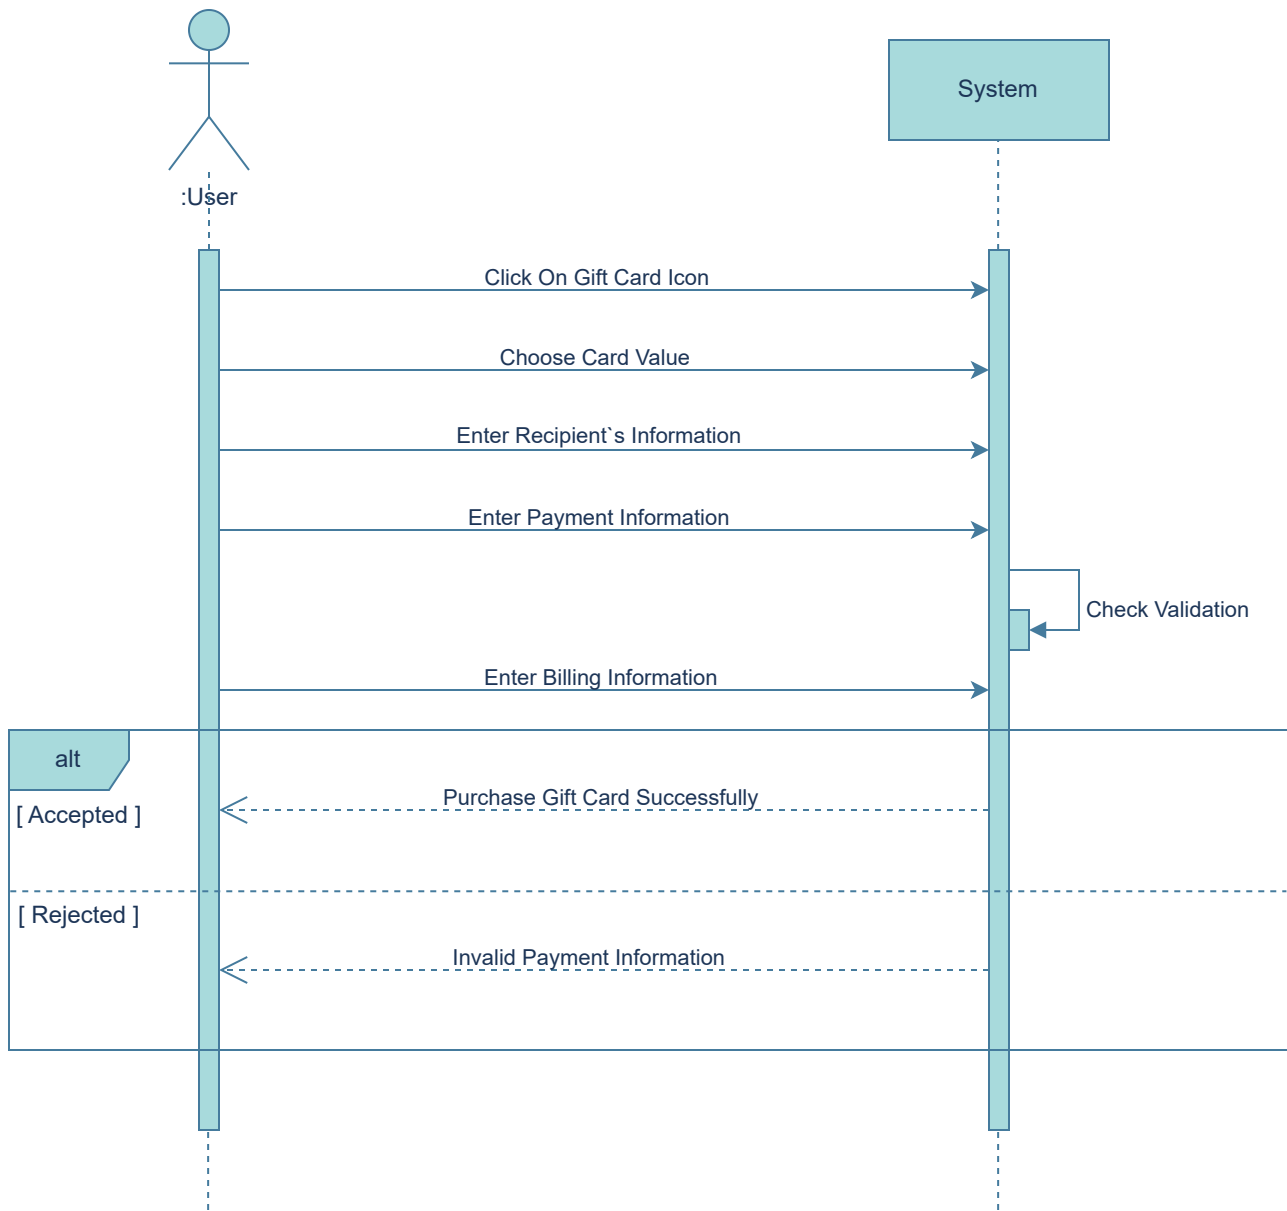 System
:User
Click On Gift Card Icon
Choose Card Value
Enter Recipient`s Information
Enter Payment Information
Check Validation
Enter Billing Information
alt
Purchase Gift Card Successfully
[ Accepted ]
[ Rejected ]
Invalid Payment Information